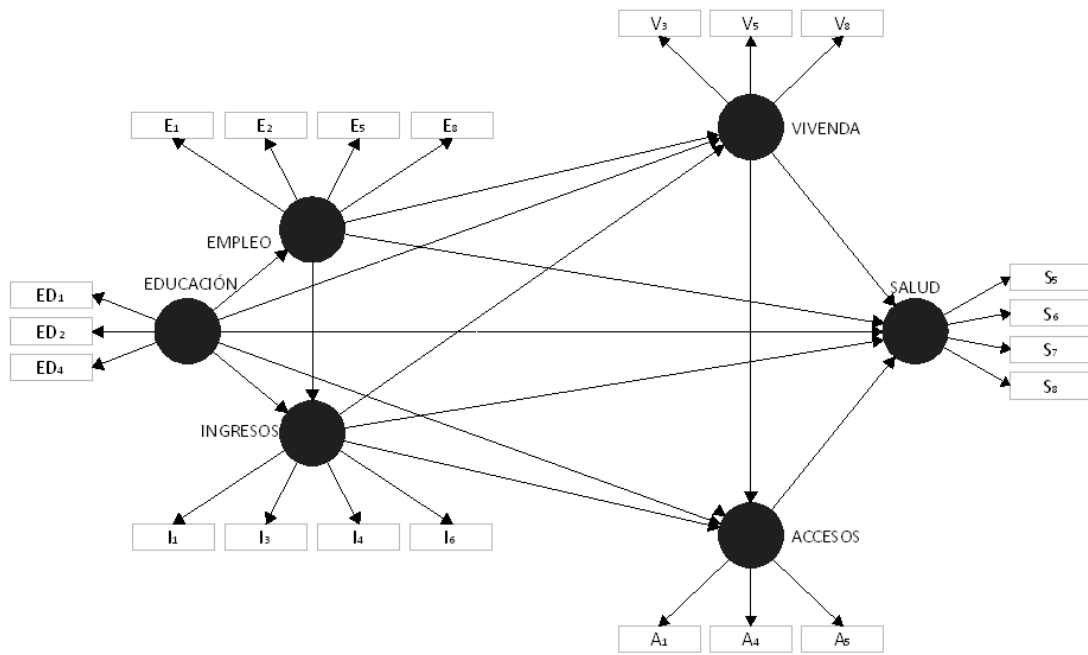 V₃
V₅
V₈
E₁
E₂
E₅
E₈
VIVENDA
EMPLEO
EDUCACIÓN
SALUD
ED₁
ED₂
ED₄
S₅
S₆
S₇
S₈
INGRESOS
I₁
I₃
I₄
I₆
ACCESOS
A₁
A₄
A₅